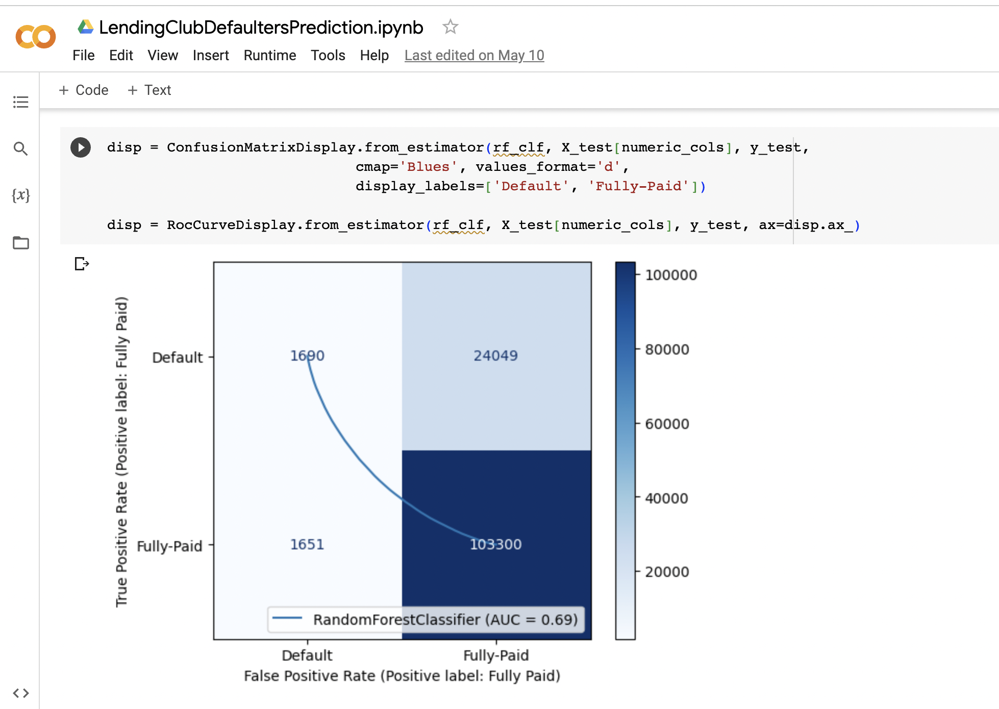 LendingClubDefaultersPrediction.ipynb
File Edit View Insert Runtime Tools Help Last edited on May 10
+ Code + Text
{x}
disp = ConfusionMatrixDisplay.from_estimator(rf_clf, X_test[numeric_cols], y_test,
cmap='Blues', values_format='d',
display_labels=['Default', 'Fully-Paid'])
disp = RocCurveDisplay.from_estimator(rf_clf, X_test[numeric_cols], y_test, ax=disp.ax_)
True Positive Rate (Positive label: Fully Paid)
Default
Fully-Paid
1690 24049
1651 103300
RandomForestClassifier (AUC = 0.69)
Default Fully-Paid
False Positive Rate (Positive label: Fully Paid)
100000
80000
60000
40000
20000